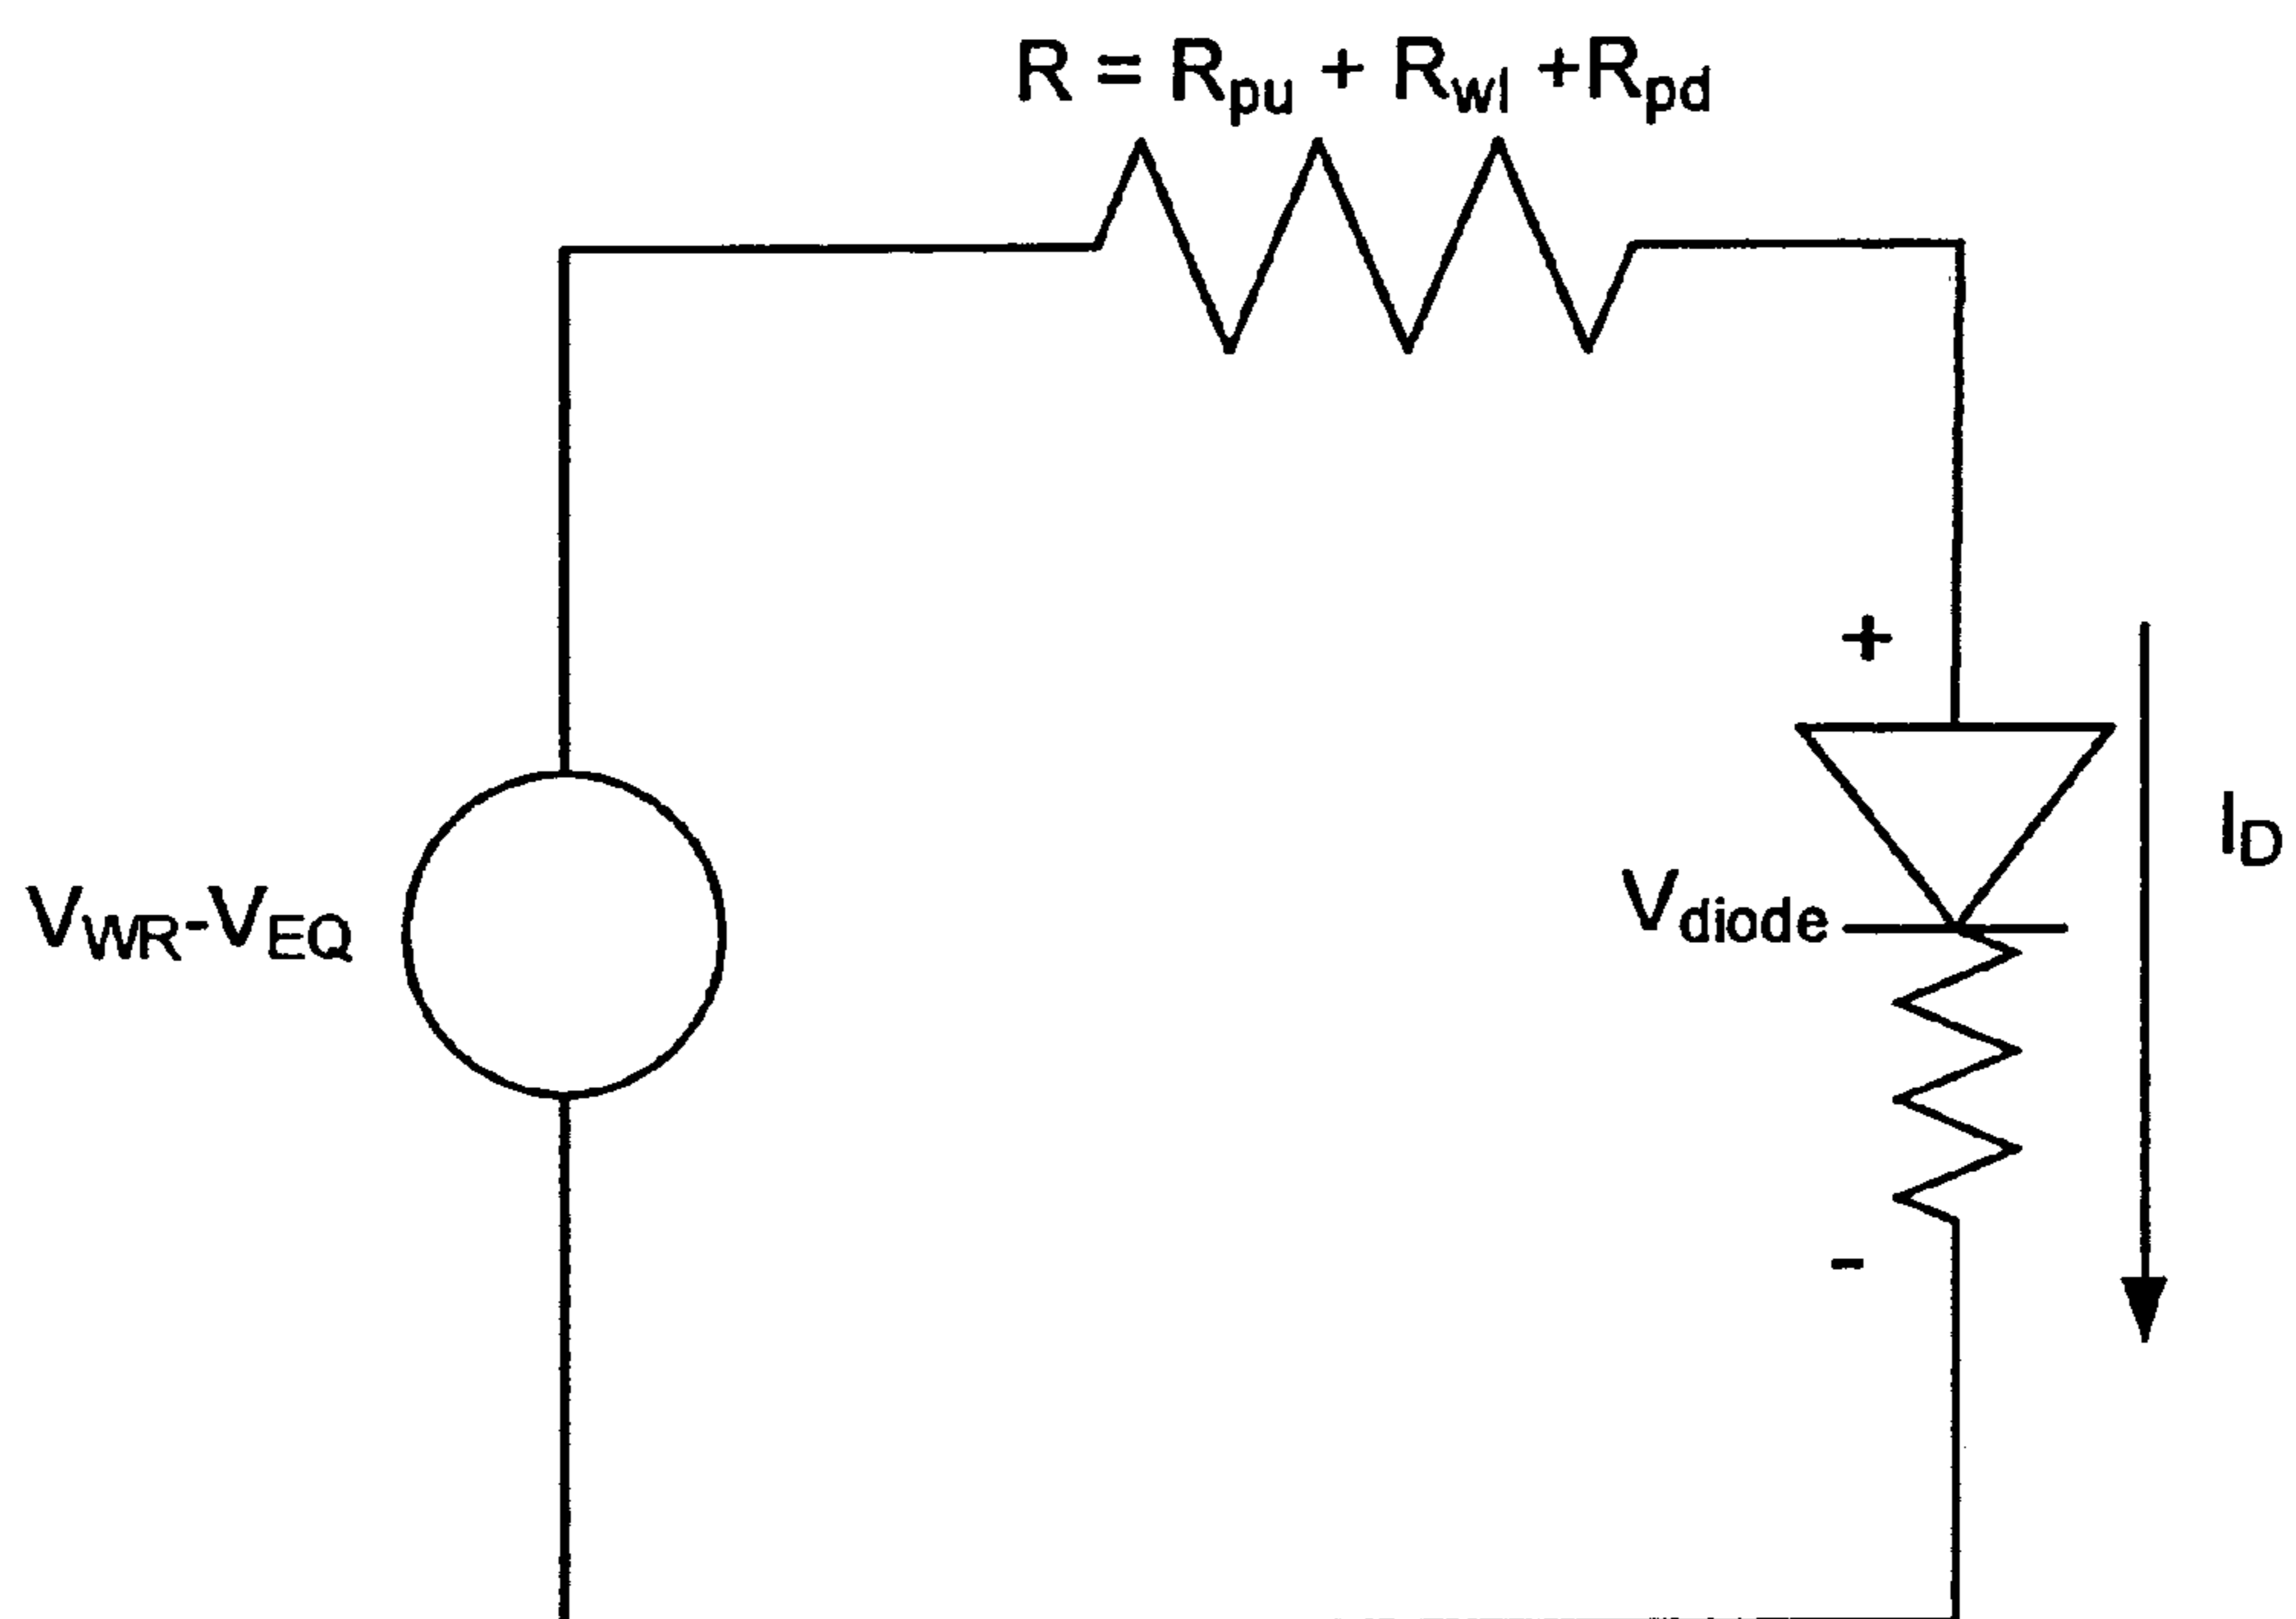 R = Rpu + Rwl +Rpd
+
ID
VWR-VEQ
Vdiode
-